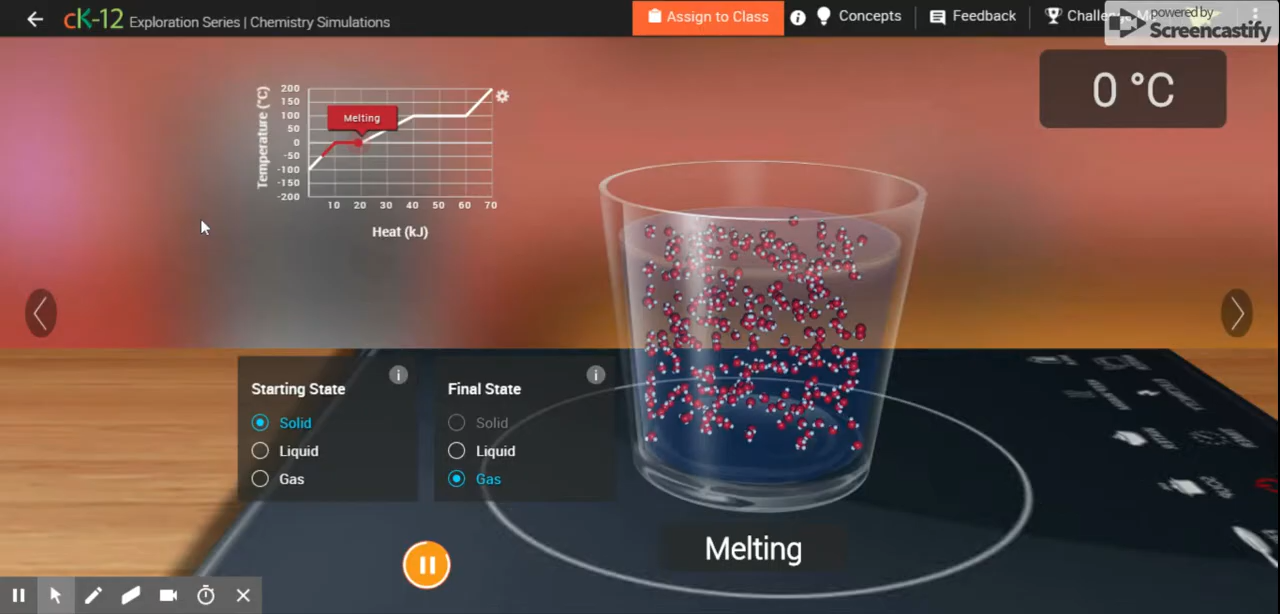 cK-12 Exploration Series | Chemistry Simulations
Assign to Class
Concepts
Feedback
powered by
Screencastify
0 °C
Temperature (°C)
200
150
100
50
0
-50
-100
-150
-200
Melting
10 20 30 40 50 60 70
Heat (kJ)
Starting State
Solid
Liquid
Gas
Final State
Solid
Liquid
Gas
Melting